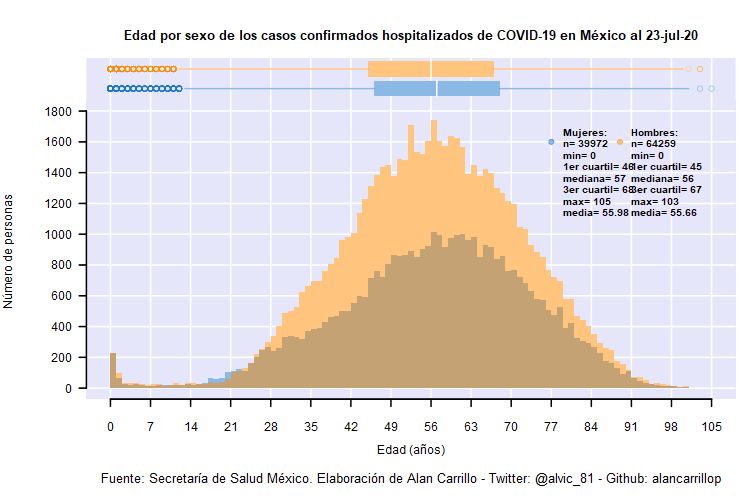 Edad por sexo de los casos confirmados hospitalizados de COVID-19 en México al 23-jul-20
Número de personas
1800
1600
1400
1200
1000
800
600
400
200
0
Mujeres:
n= 39972
min= 0
1er cuartil= 46
mediana= 57
3er cuartil= 68
max= 105
media= 55.98
Hombres:
n= 64259
min= 0
1er cuartil= 45
mediana= 56
3er cuartil= 67
max= 103
media= 55.66
0 7 14 21 28 35 42 49 56 63 70 77 84 91 98 105
Edad (años)
Fuente: Secretaría de Salud México. Elaboración de Alan Carrillo - Twitter: @alvic_81 - Github: alancarrillop